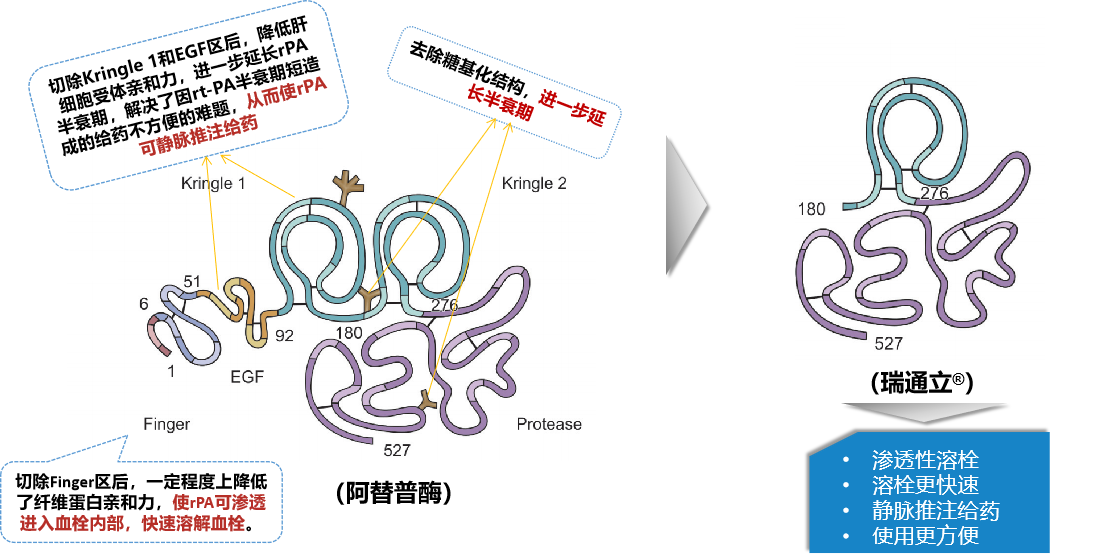 切除Kringle 1和EGF区后，降低肝
细胞受体亲和力，进一步延长rPA
半衰期，解决了因rt-PA半衰期短造
成的给药不方便的难题，从而使rPA
可静脉推注给药
去除糖基化结构，进一步延
长半衰期
Kringle 1
Kringle 2
6
51
1
92
EGF
180
276
527
Finger
Protease
切除Finger区后，一定程度上降低
了纤维蛋白亲和力，使rPA可渗透
进入血栓内部，快速溶解血栓。
(阿替普酶)
180
276
527
(瑞通立®)
• 渗透性溶栓
• 溶栓更快速
• 静脉推注给药
• 使用更方便